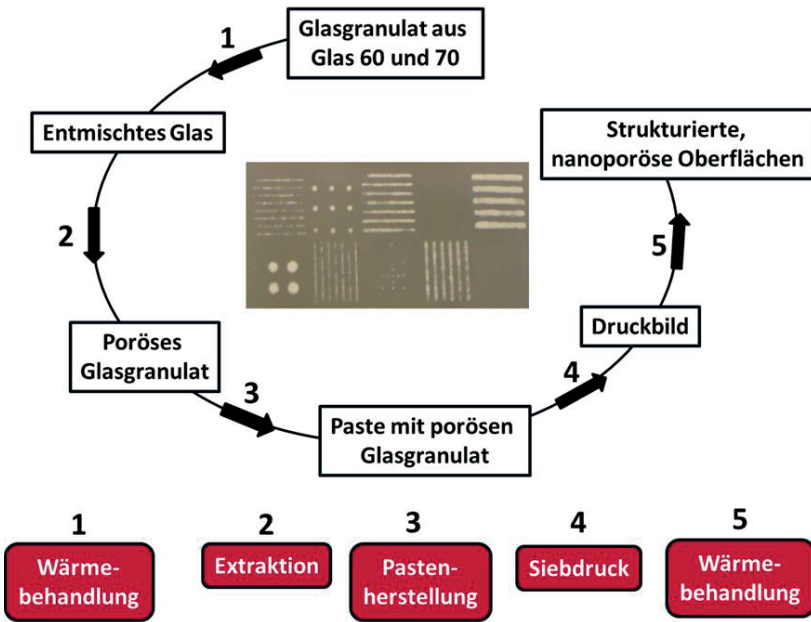 1
Glasgranulat aus
Glas 60 und 70
Entmischtes Glas
2
Poröses
Glasgranulat
3
Paste mit porösen
Glasgranulat
4
Druckbild
5
Strukturierte,
nanoporöse Oberflächen
1
Wärme-
behandlung
2
Extraktion
3
Pasten-
herstellung
4
Siebdruck
5
Wärme-
behandlung